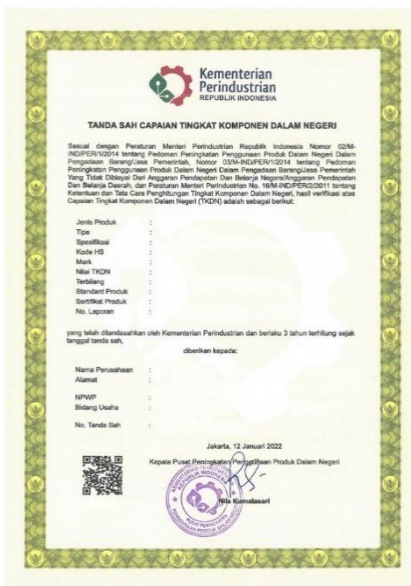 Kementerian
Perindustrian
REPUBLIK INDONESIA
TANDA SAH CAPAIAN TINGKAT KOMPONEN DALAM NEGERI
Sesuai dengan Peraturan Menteri Perindustrian Republik Indonesia Nomor 02/M-
IND/PER/1/2014 tentang Pedoman Peningkatan Penggunaan Produk Dalam Negeri Dalam
Pengadaan Barang/Jasa Pemerintah, Nomor 03/M-IND/PER/1/2014 tentang Pedoman
Peningkatan Penggunaan Produk Dalam Negeri Dalam Pengadaan Barang/Jasa Pemerintah
Yang Tidak Dibiayai Dari Anggaran Pendapatan Dan Belanja Negara/Anggaran Pendapatan
Dan Belanja Daerah, dan Peraturan Menteri Perindustrian No. 16/M-IND/PER/2/2011 tentang
Ketentuan dan Tata Cara Penghitungan Tingkat Komponen Dalam Negeri, hasil verifikasi atas
Capaian Tingkat Komponen Dalam Negeri (TKDN) adalah sebagai berikut:
Jenis Produk :
Tipe :
Spesifikasi :
Kode HS :
Merk :
Nilai TKDN :
Terbilang :
Standard Produk :
Sertifikat Produk :
No. Laporan :
yang telah ditandasahkan oleh Kementerian Perindustrian dan berlaku 3 tahun terhitung sejak
tanggal tanda sah,
diberikan kepada:
Nama Perusahaan :
Alamat :
NPWP :
Bidang Usaha :
No. Tanda Sah :
Jakarta, 12 Januari 2022
Kepala Pusat Peningkatan Penggunaan Produk Dalam Negeri
Nila Kumalasari